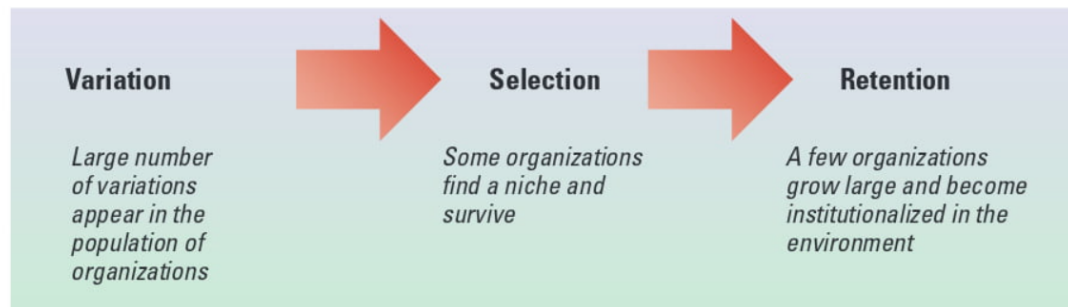 Variation
Selection
Retention
Large number
of variations
appear in the
population of
organizations
Some organizations
find a niche and
survive
A few organizations
grow large and become
institutionalized in the
environment